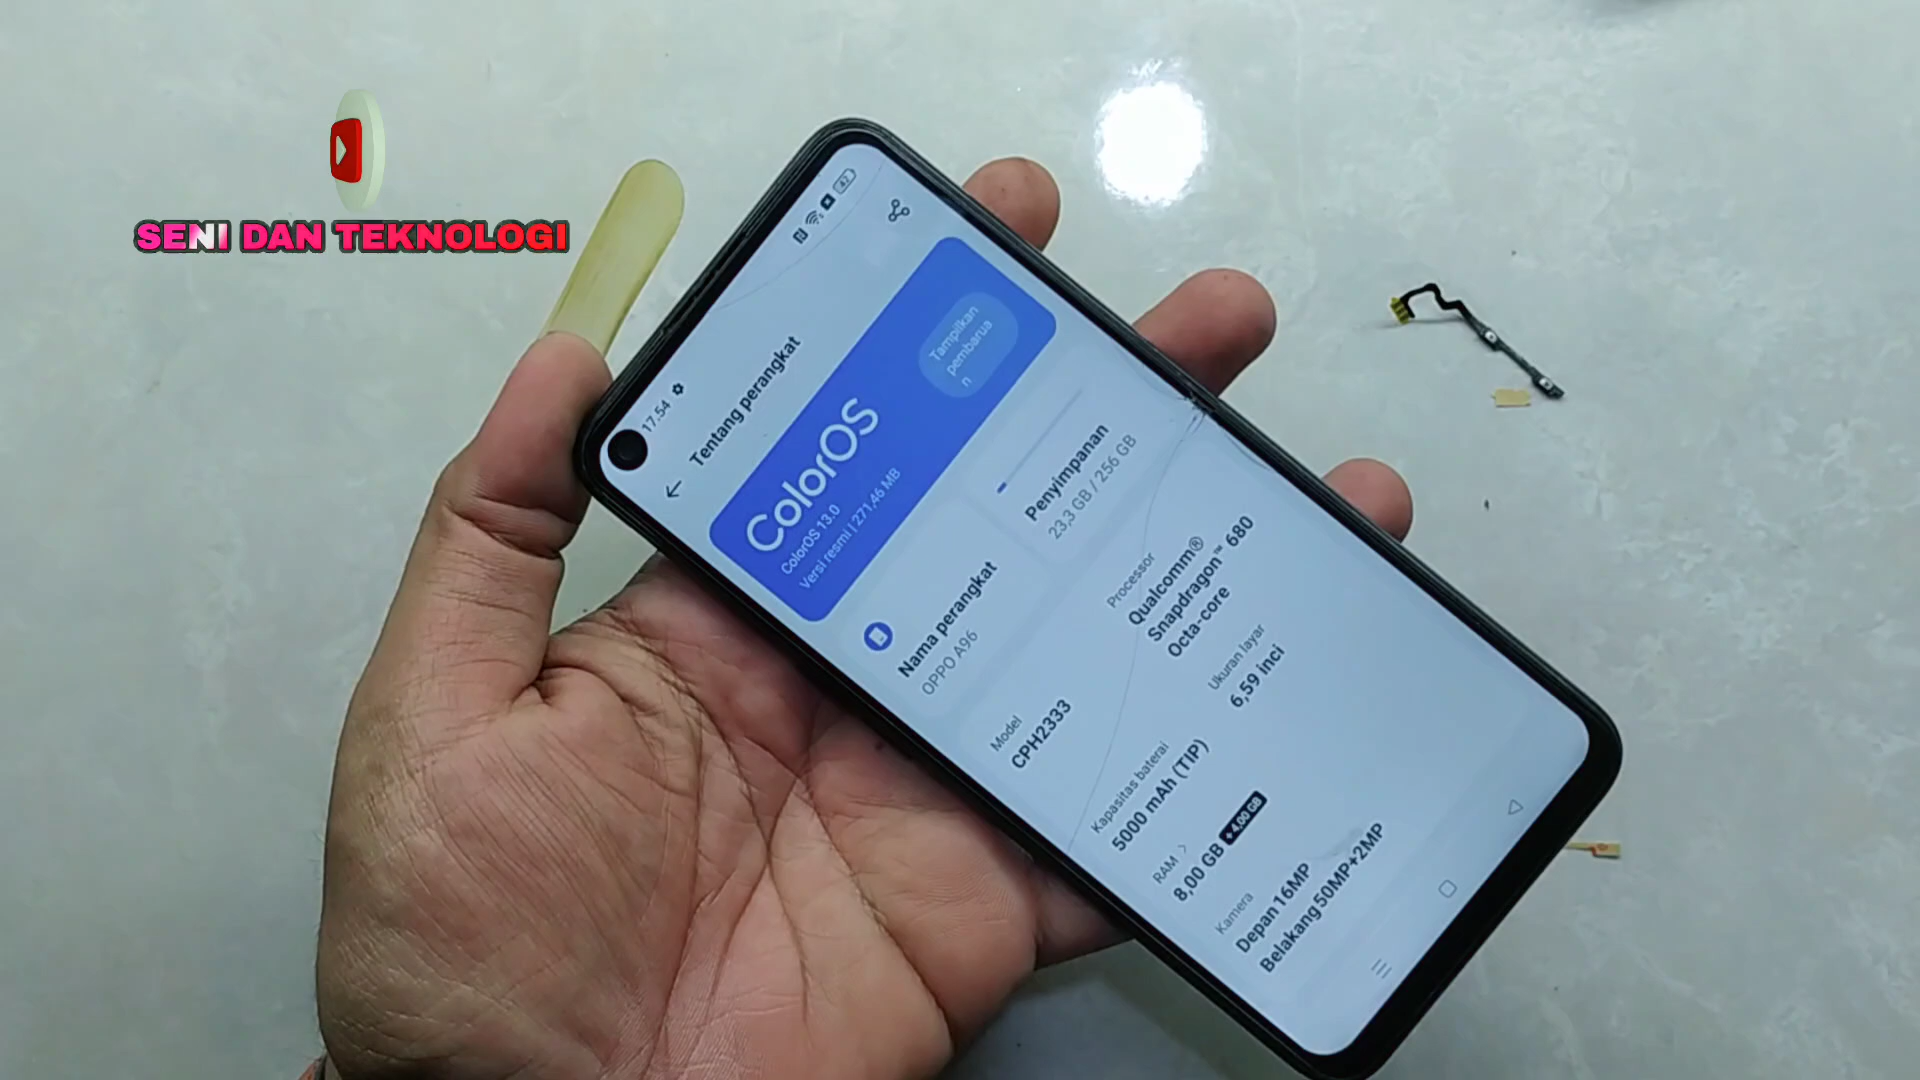 SENI DAN TEKNOLOGI
17.54
42
Tentang perangkat
ColorOS
ColorOS 13.0
Versi resmi | 271,46 MB
Tampilkan
pembarua
n
Nama perangkat
OPPO A96
Penyimpanan
23,3 GB / 256 GB
Model
CPH2333
Processor
Qualcomm®
Snapdragon™ 680
Octa-core
Kapasitas baterai
5000 mAh (TIP)
Ukuran layar
6,59 inci
RAM >
8,00 GB + 4,00 GB
Kamera
Depan 16MP
Belakang 50MP+2MP